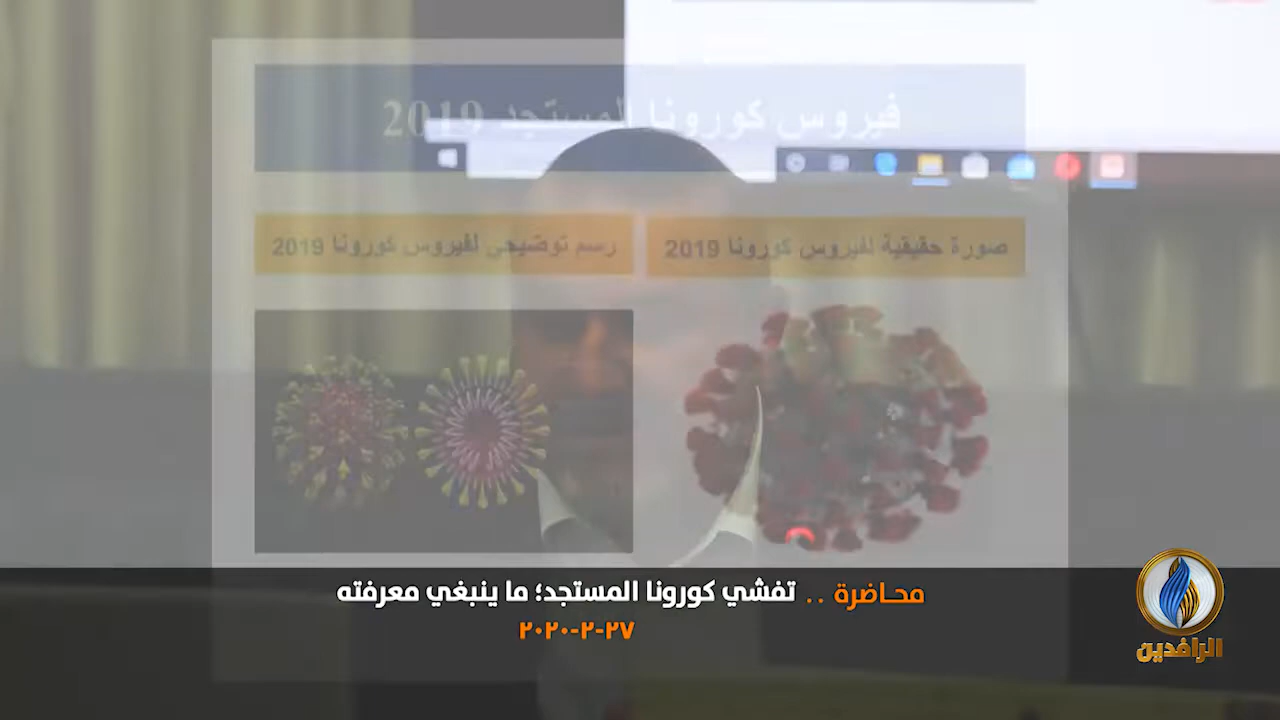 فيروس كورونا المستجد 2019
صورة حقيقية لفيروس كورونا 2019
رسم توضيحي لفيروس كورونا 2019
محاضرة .. تفشي كورونا المستجد؛ ما ينبغي معرفته
٢٧-٢-٢٠٢٠
الرافدين